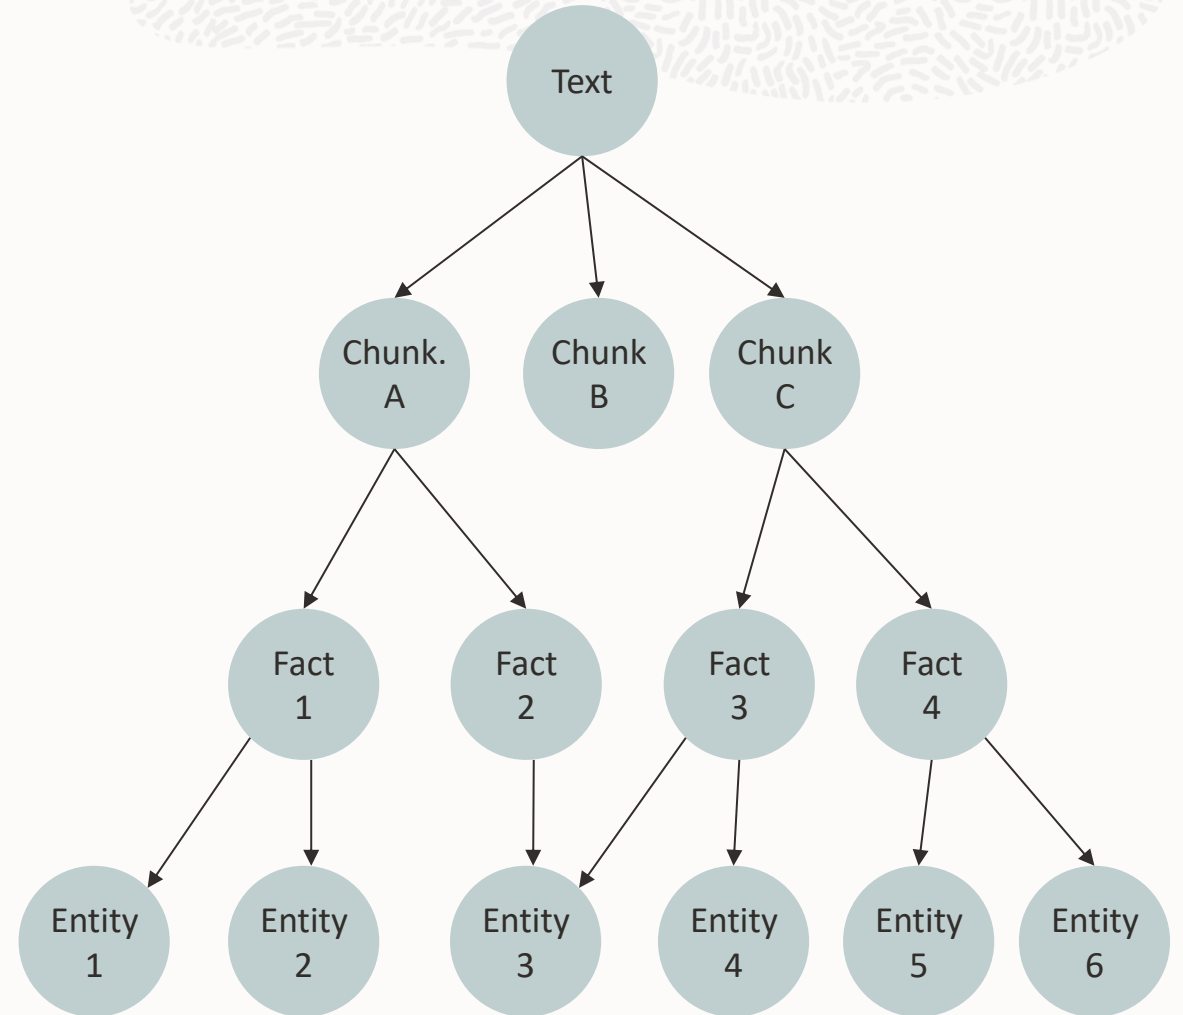 Text
Chunk.
A
Chunk
B
Chunk
C
Fact
1
Fact
2
Fact
3
Fact
4
Entity
1
Entity
2
Entity
3
Entity
4
Entity
5
Entity
6